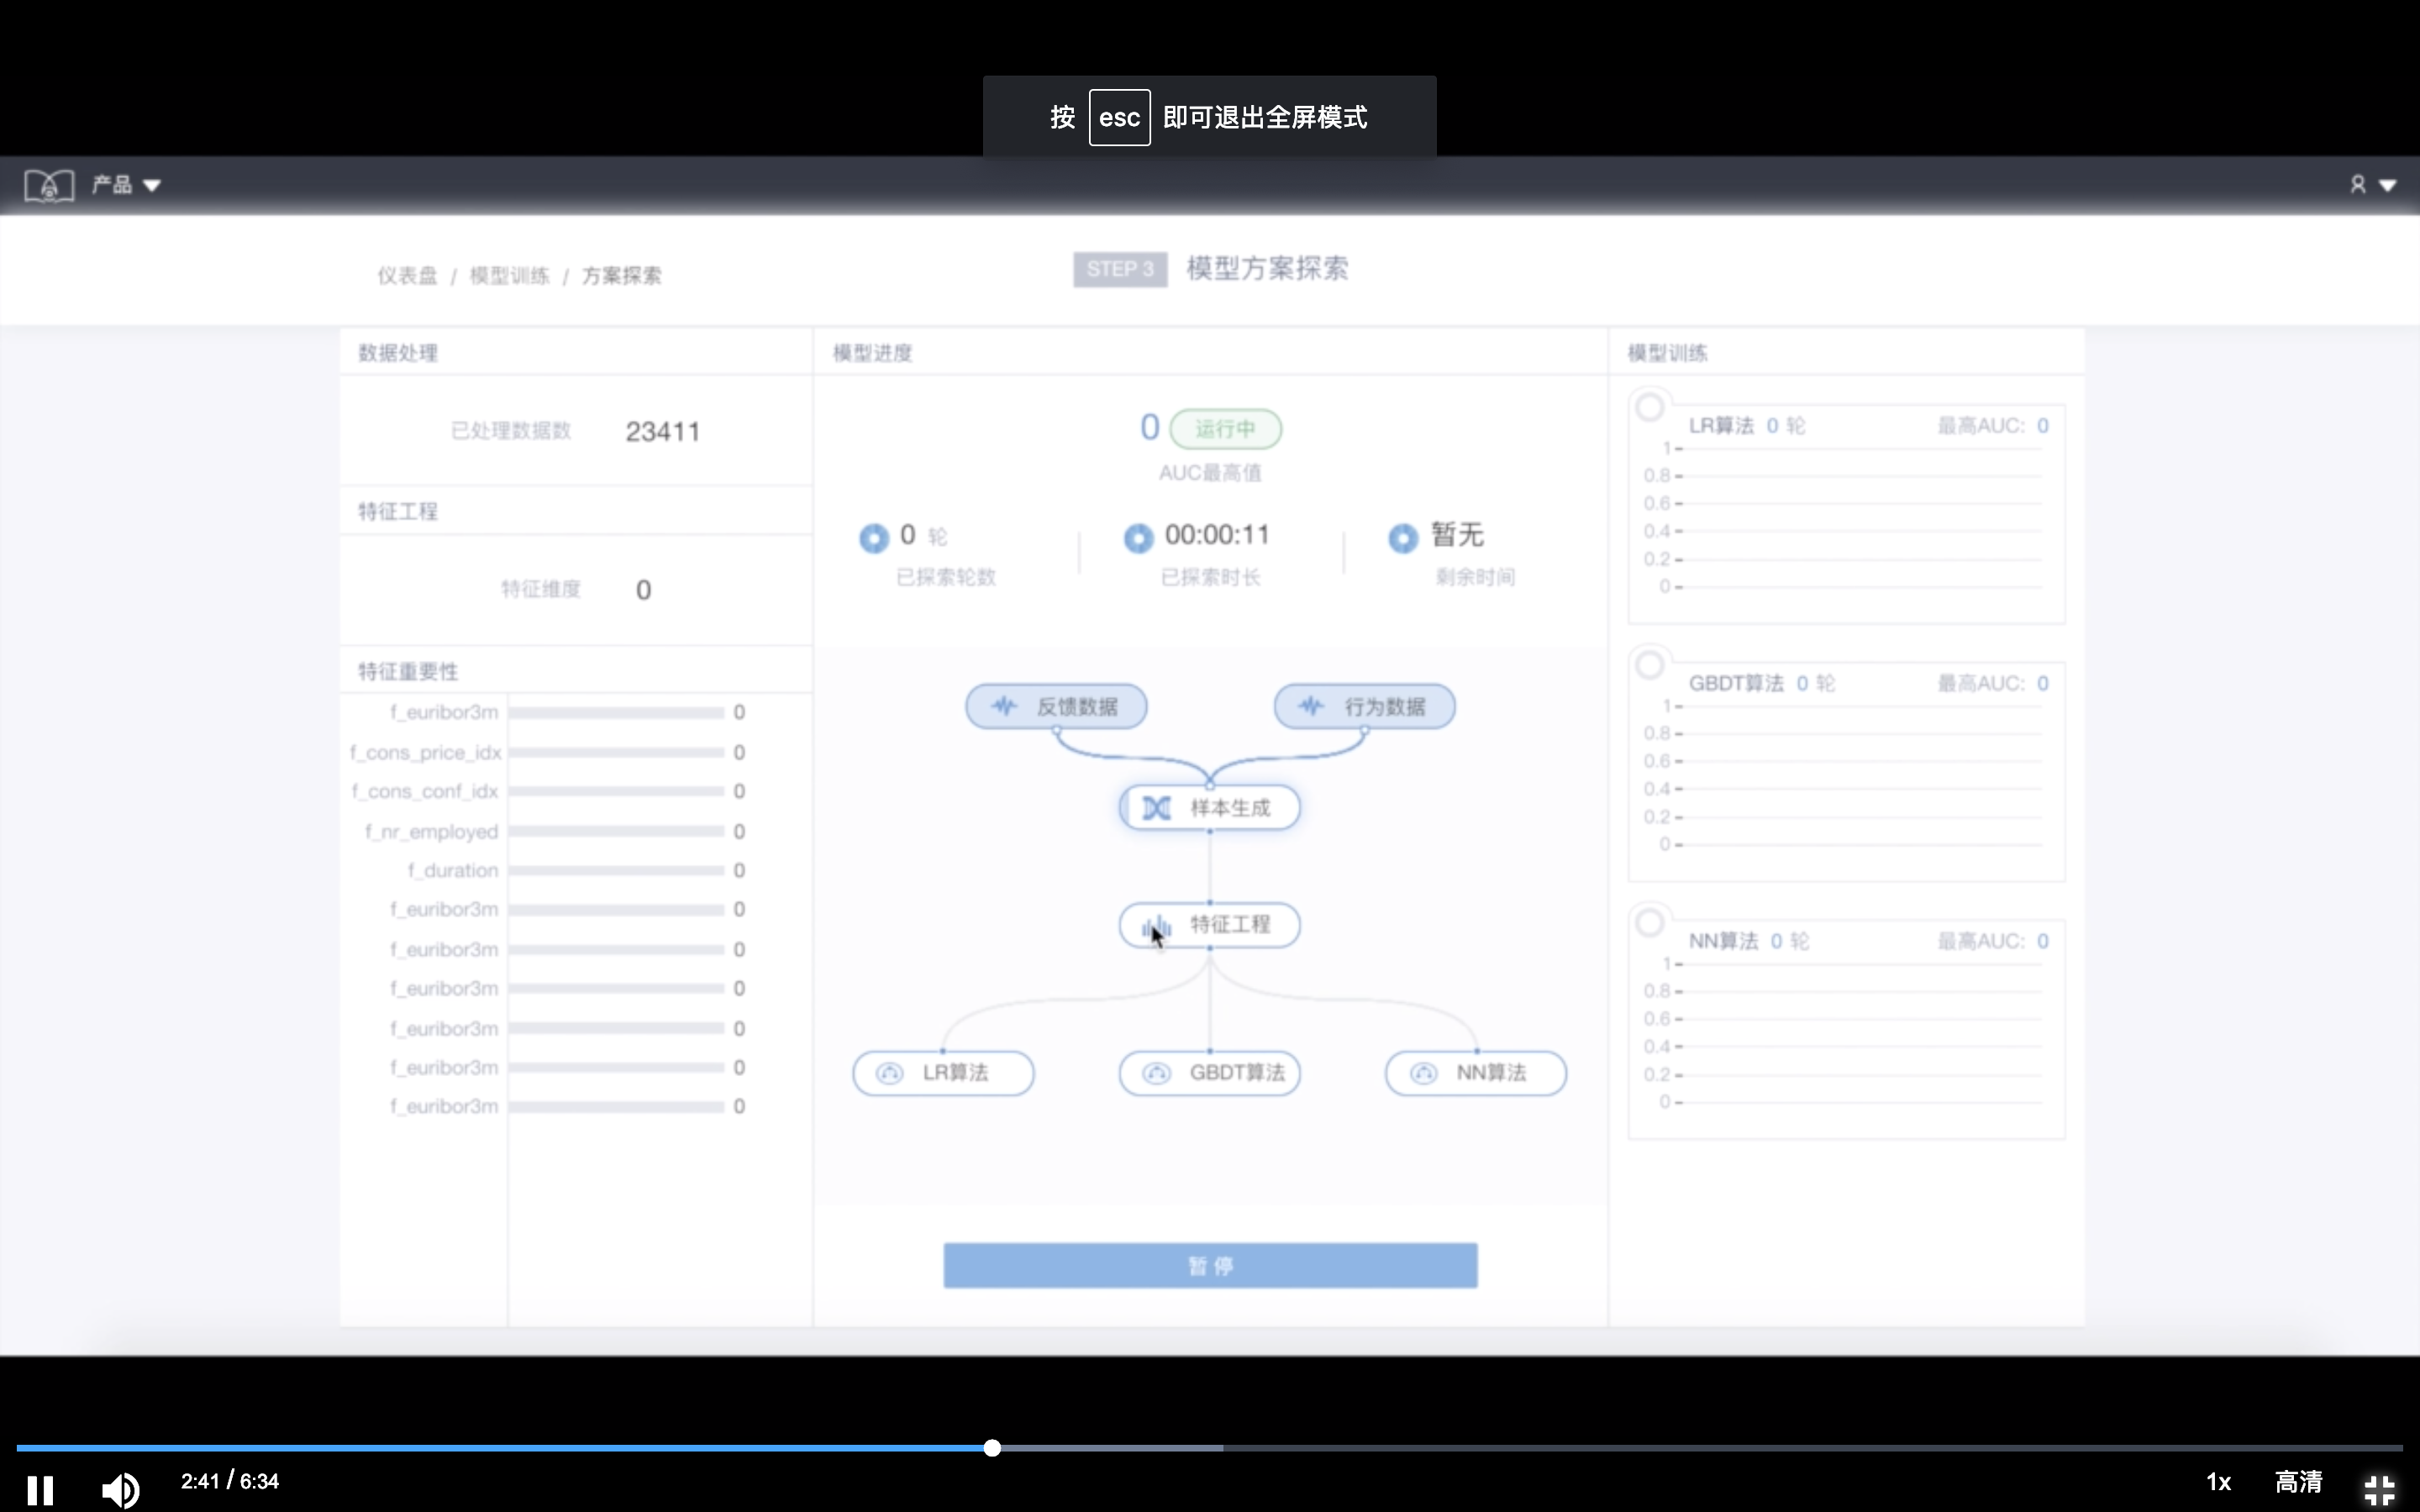 按 esc 即可退出全屏模式
产品
仪表盘 / 模型训练 / 方案探索
STEP 3 模型方案探索
数据处理
已处理数据数 23411
特征工程
特征维度 0
特征重要性
f_euribor3m 0
f_cons_price_idx 0
f_cons_conf_idx 0
f_nr_employed 0
f_duration 0
f_euribor3m 0
f_euribor3m 0
f_euribor3m 0
f_euribor3m 0
f_euribor3m 0
f_euribor3m 0
模型进度
0 运行中
AUC最高值
0 轮
已探索轮数
00:00:11
已探索时长
暂无
剩余时间
反馈数据
行为数据
样本生成
特征工程
LR算法
GBDT算法
NN算法
暂停
模型训练
LR算法 0 轮 最高AUC: 0
1
0.8
0.6
0.4
0.2
0
GBDT算法 0 轮 最高AUC: 0
1
0.8
0.6
0.4
0.2
0
NN算法 0 轮 最高AUC: 0
1
0.8
0.6
0.4
0.2
0
2:41 / 6:34
1x
高清